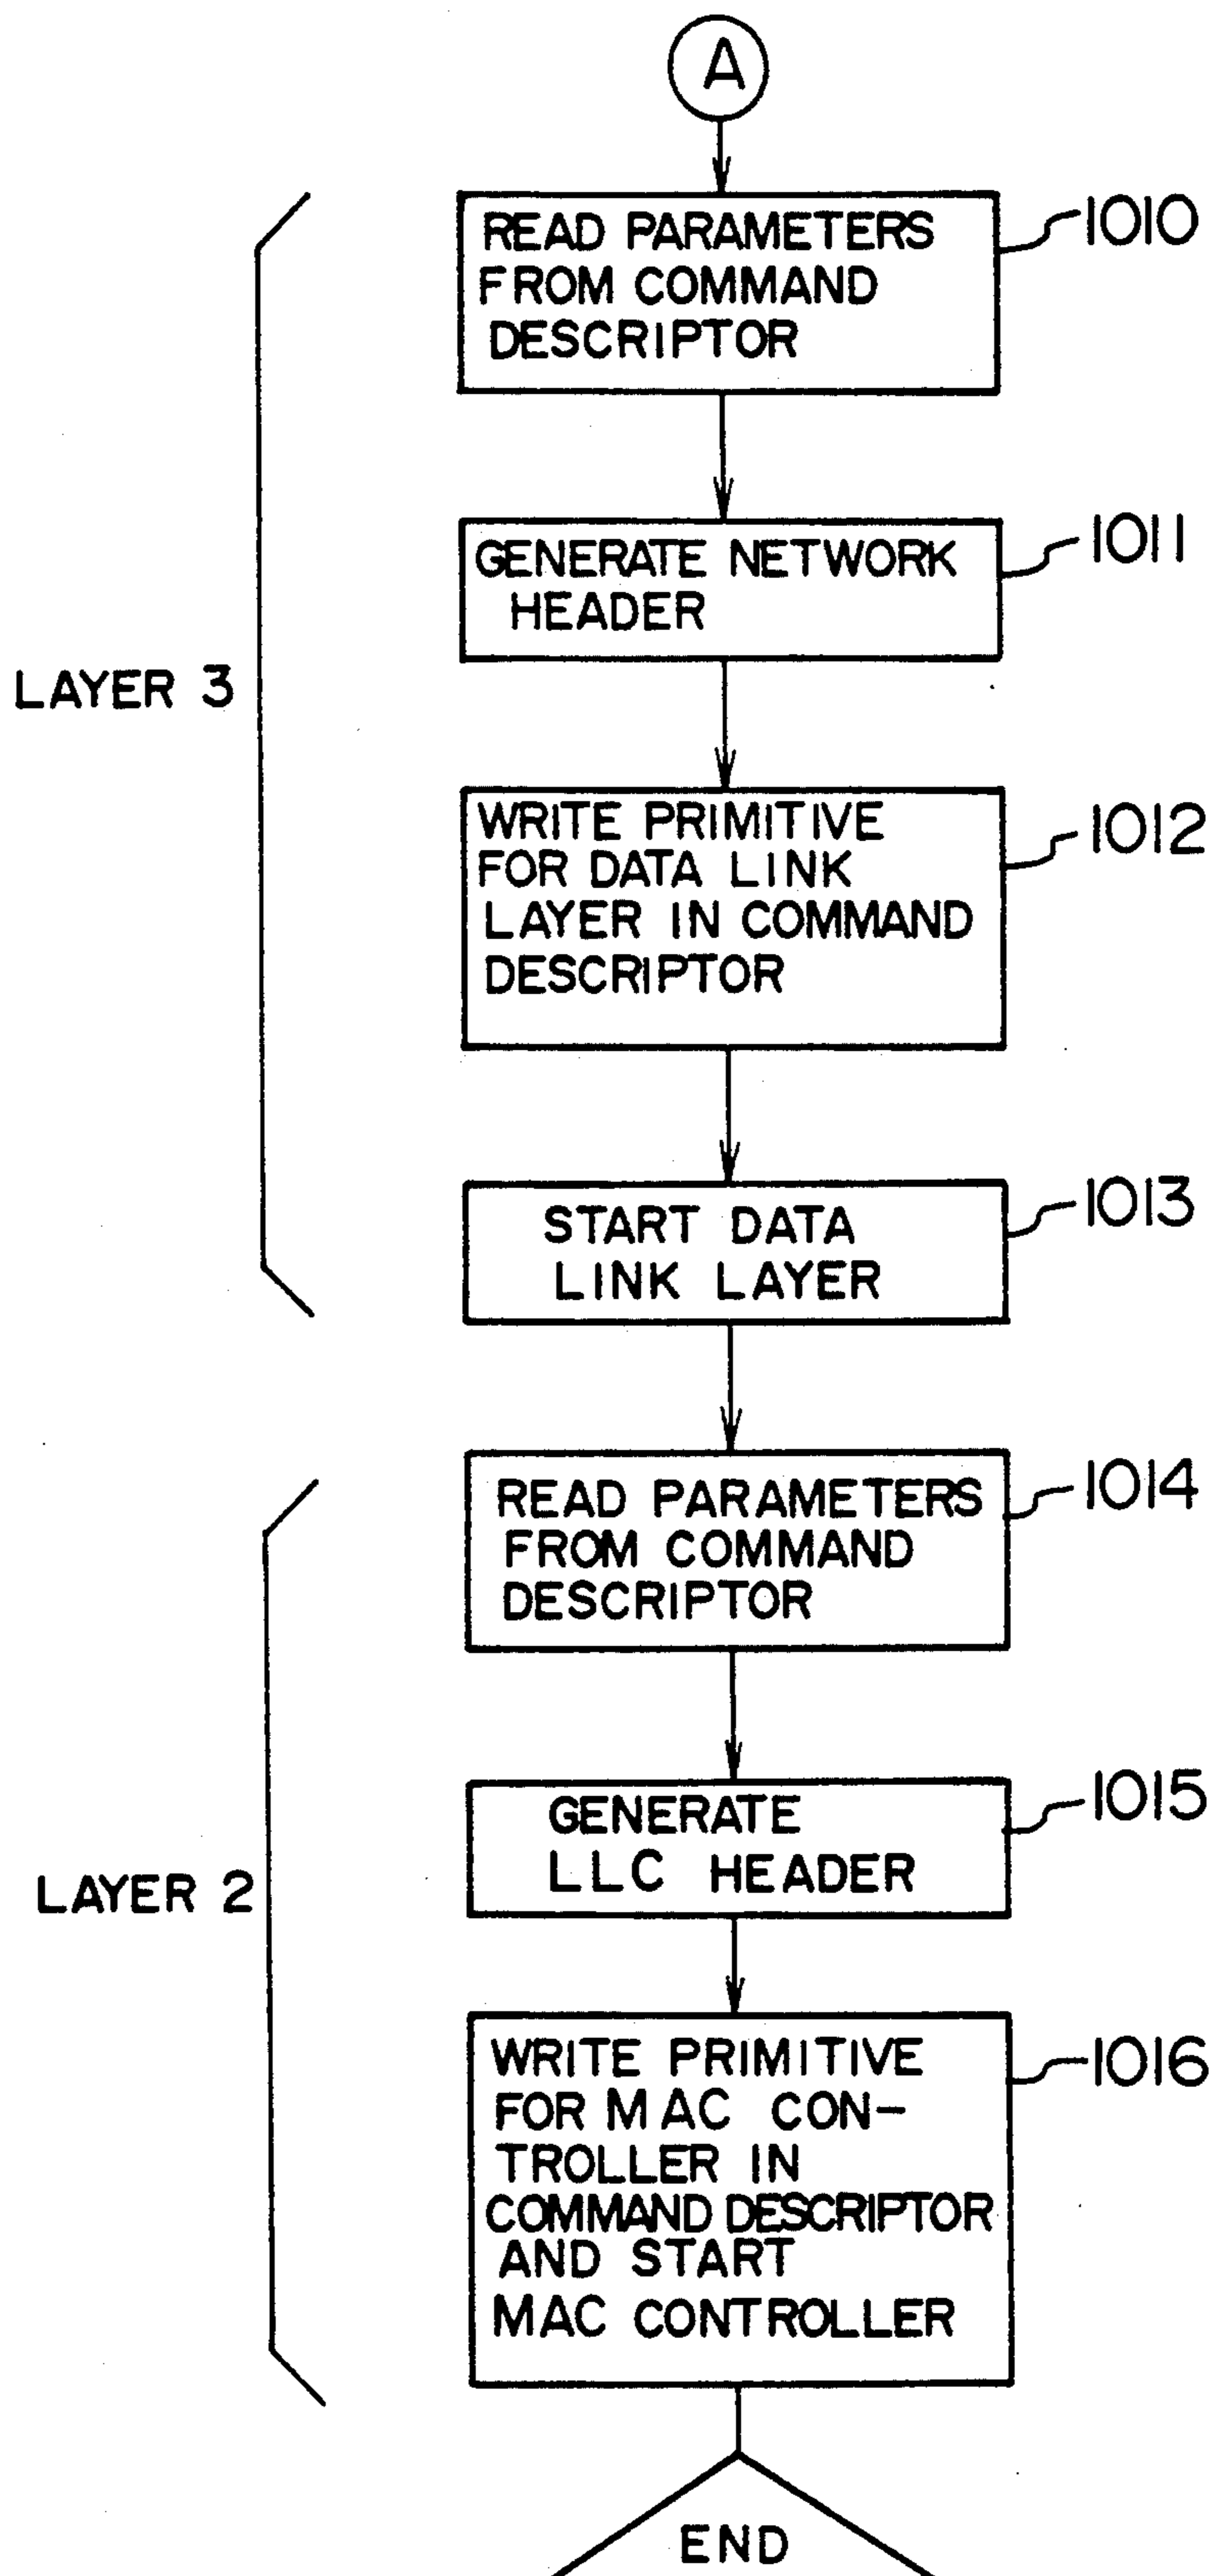 A
READ PARAMETERS
FROM COMMAND
DESCRIPTOR
1010
GENERATE NETWORK
HEADER
1011
LAYER 3
WRITE PRIMITIVE
FOR DATA LINK
LAYER IN COMMAND
DESCRIPTOR
1012
START DATA
LINK LAYER
1013
READ PARAMETERS
FROM COMMAND
DESCRIPTOR
1014
GENERATE
LLC HEADER
1015
LAYER 2
WRITE PRIMITIVE
FOR MAC CON-
TROLLER IN
COMMAND DESCRIPTOR
AND START
MAC CONTROLLER
1016
END